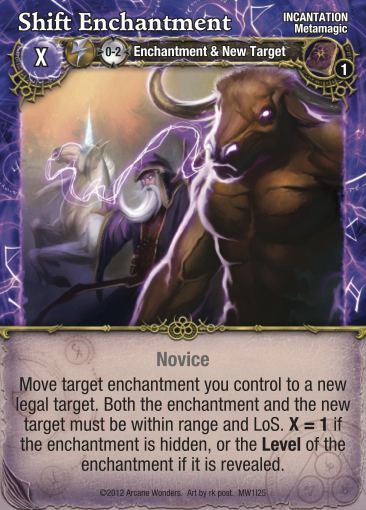 Shift Enchantment
INCANTATION
Metamagic
X
0-2
Enchantment & New Target
1
Novice
Move target enchantment you control to a new
legal target. Both the enchantment and the new
target must be within range and LoS. X = 1 if
the enchantment is hidden, or the Level of the
enchantment if it is revealed.
©2012 Arcane Wonders. Art by rk post. MW1I25